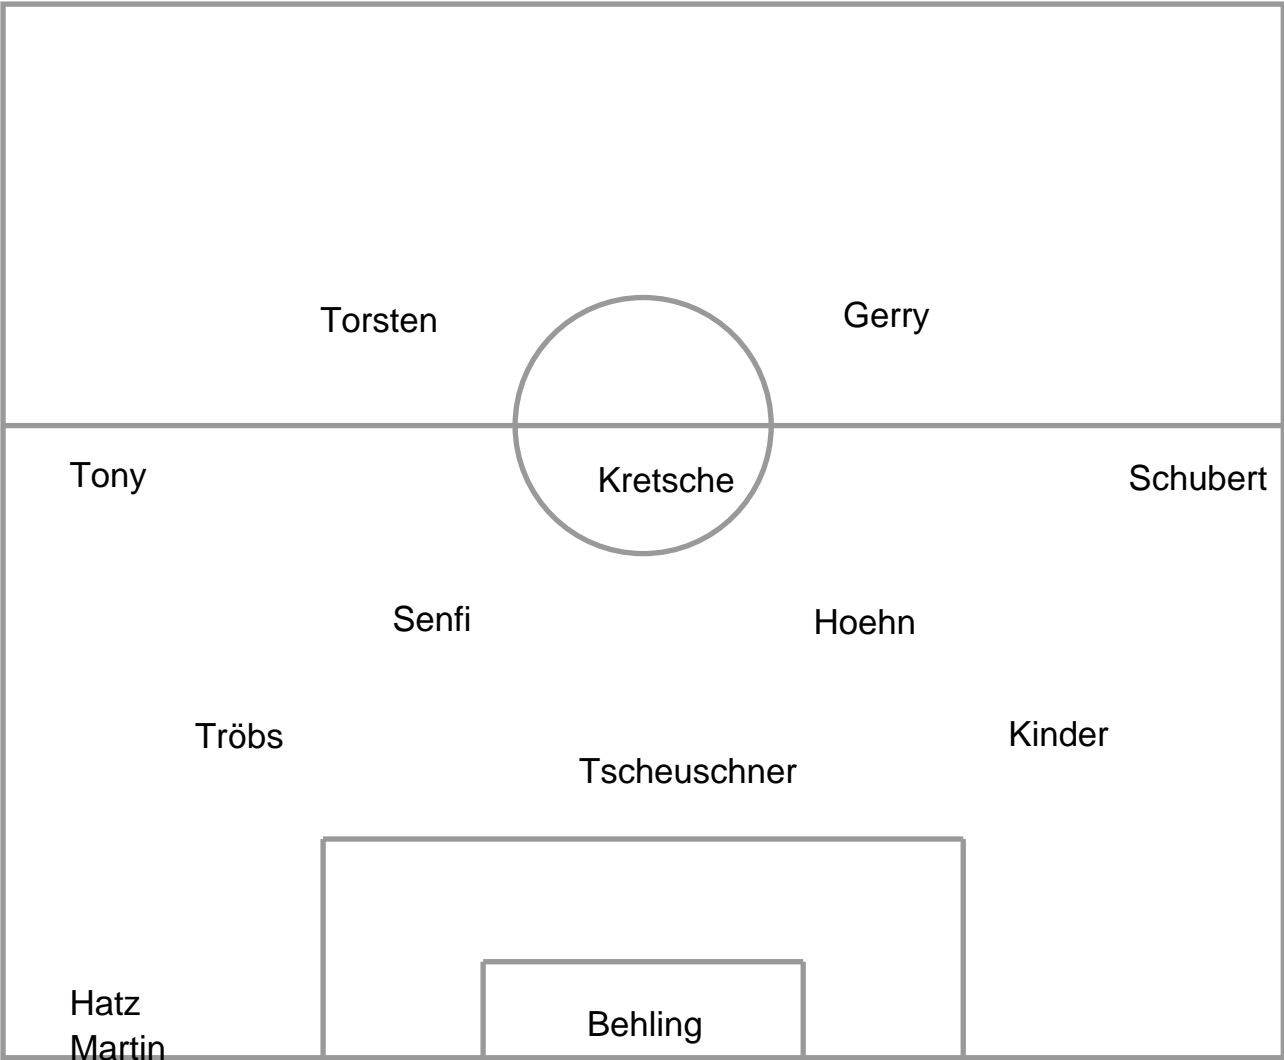 Torsten Gerry
Tony Kretsche Schubert
Senfi Hoehn
Tröbs Kinder
Tscheuschner
Hatz
Behling
Martin